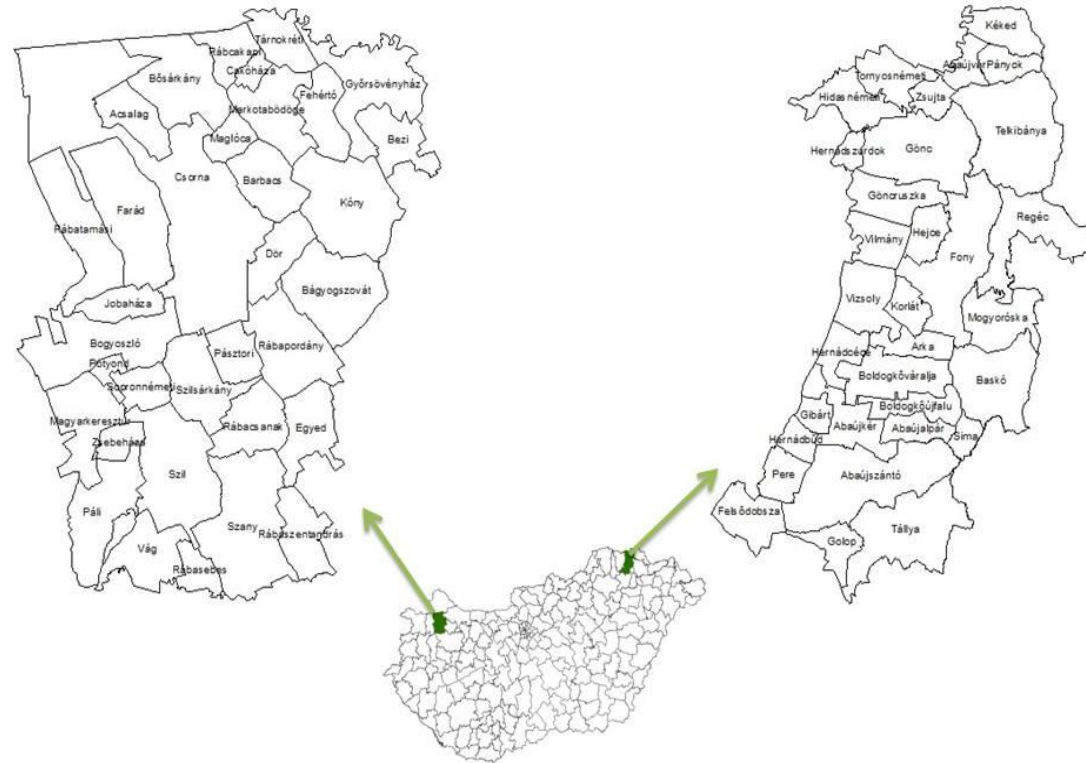 Tárnokréti
Rábcakapi
Cakóháza
Bősárkány
Fehértó
Győrsövényház
Acsalag
Markotabödöge
Maglóca
Bezi
Csorna
Barbacs
Kóny
Farád
Rábatamási
Dör
Bágyogszovát
Jobaháza
Bogyoszló
Pásztori
Rábapordány
Potyond
Sopronnémeti
Szilsárkány
Magyarkeresztúr
Rábacsanak
Egyed
Zsebeháza
Szil
Páli
Szany
Rábaszentandrás
Vág
Rábasebes
Kéked
Abaújvár
Pányok
Tornyosnémeti
Hidasnémeti
Zsujta
Telkibánya
Hernádszurdok
Gönc
Göncruszka
Regéc
Vilmány
Hejce
Fony
Vizsoly
Korlát
Mogyoróska
Hernádcéce
Arka
Boldogkőváralja
Baskó
Boldogkőújfalu
Gibárt
Abaújkér
Abaújalpár
Sima
Hernádbűd
Pere
Abaújszántó
Felsődobsza
Tállya
Golop